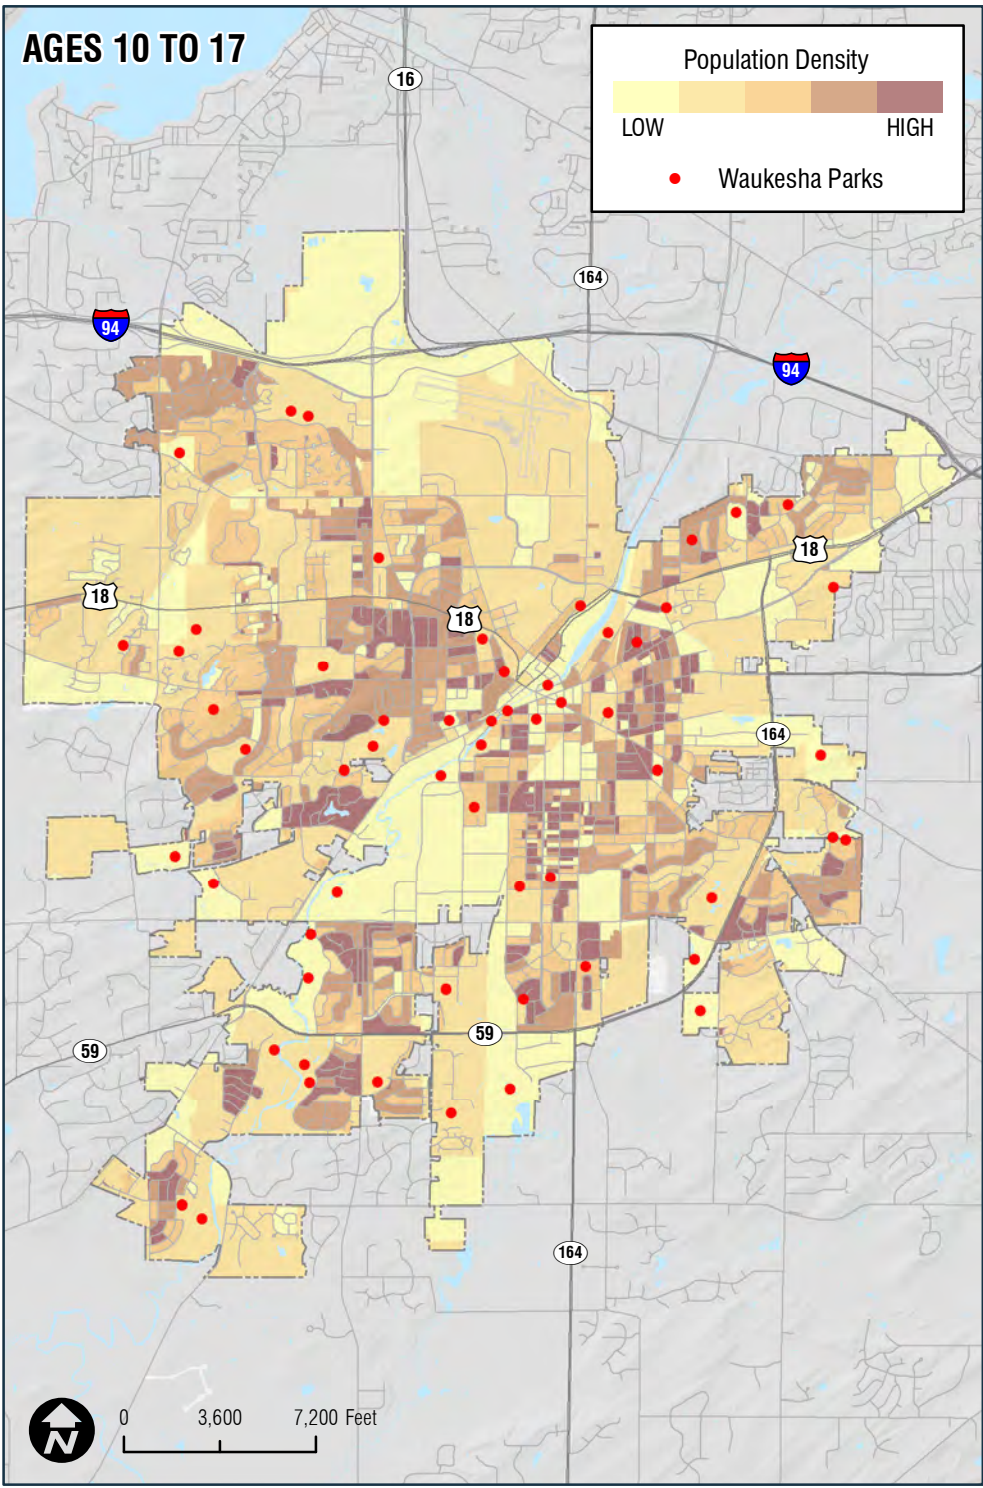 AGES 10 TO 17
Population Density
LOW HIGH
Waukesha Parks
16
164
94
94
18
18
18
164
59
59
164
N
0 3,600 7,200 Feet